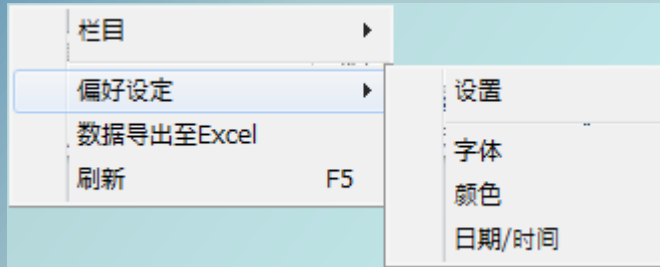 栏目
偏好设定
数据导出至Excel
刷新 F5
设置
字体
颜色
日期/时间